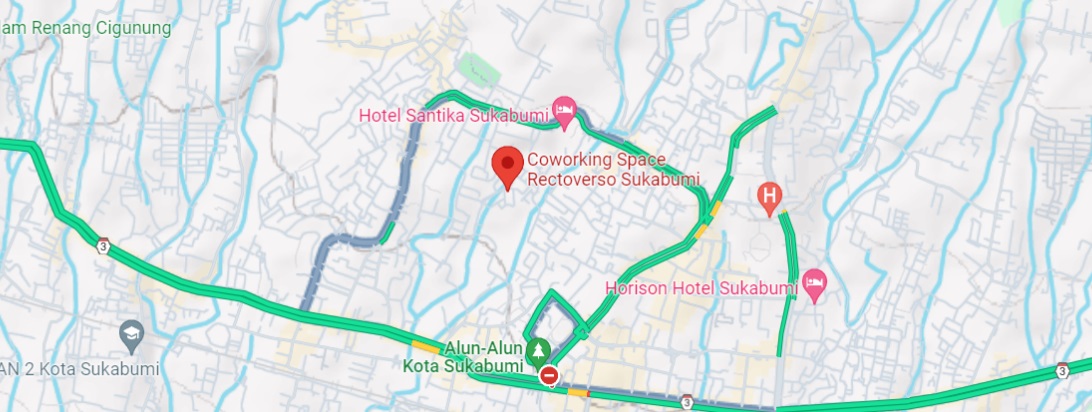 lam Renang Cigunung
Hotel Santika Sukabumi
Coworking Space
Rectoverso Sukabumi
H
3
Horison Hotel Sukabumi
Alun-Alun
Kota Sukabumi
AN 2 Kota Sukabumi
3
3